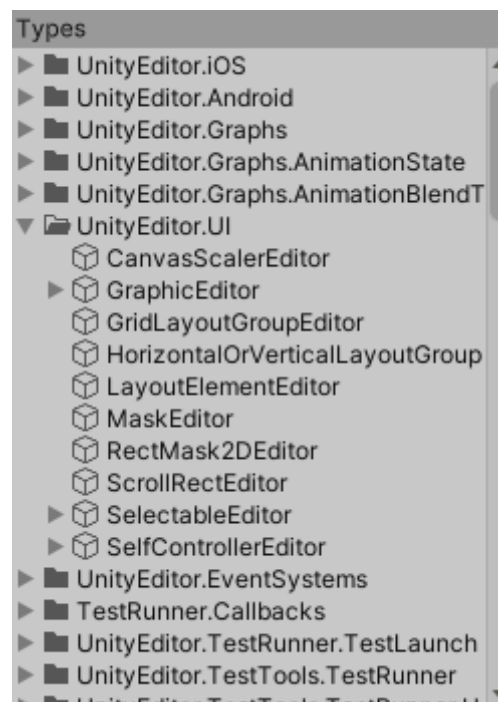 Types
UnityEditor.iOS
UnityEditor.Android
UnityEditor.Graphs
UnityEditor.Graphs.AnimationState
UnityEditor.Graphs.AnimationBlendT
UnityEditor.UI
CanvasScalerEditor
GraphicEditor
GridLayoutGroupEditor
HorizontalOrVerticalLayoutGroup
LayoutElementEditor
MaskEditor
RectMask2DEditor
ScrollRectEditor
SelectableEditor
SelfControllerEditor
UnityEditor.EventSystems
TestRunner.Callbacks
UnityEditor.TestRunner.TestLaunch
UnityEditor.TestTools.TestRunner